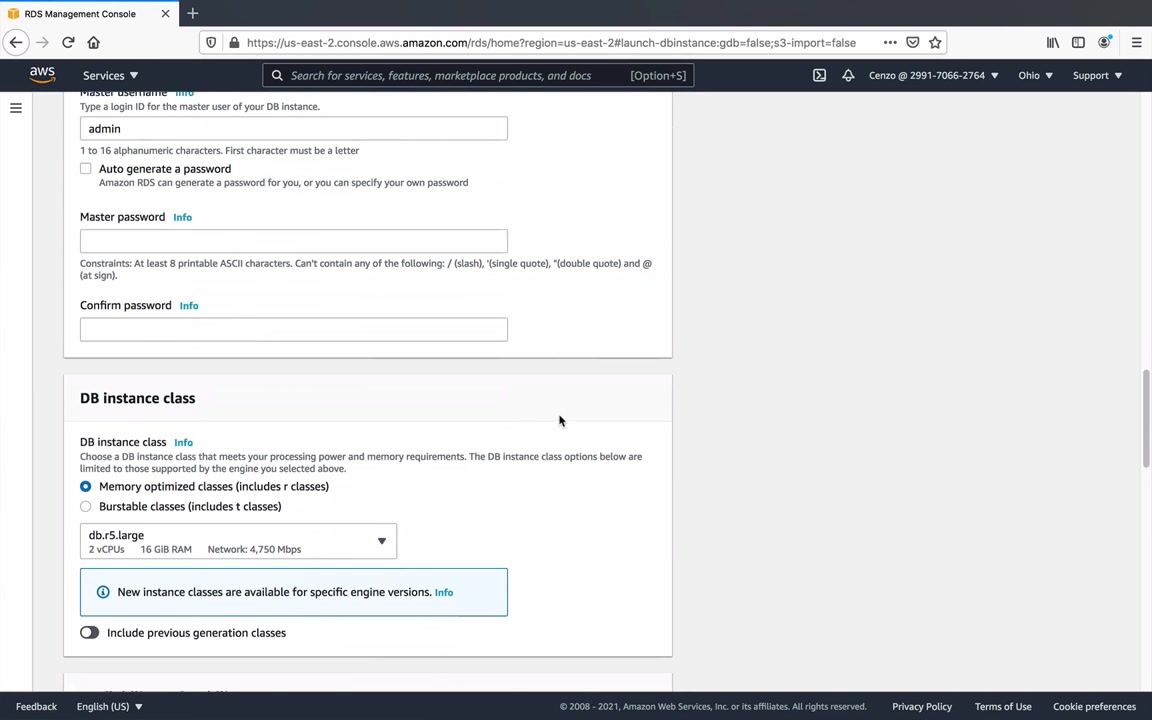 RDS Management Console
https://us-east-2.console.aws.amazon.com/rds/home?region=us-east-2#launch-dbinstance:gdb=false;s3-import=false
aws Services Search for services, features, marketplace products, and docs [Option+S] Cenzo @ 2991-7066-2764 Ohio Support
Master username Info
Type a login ID for the master user of your DB instance.
admin
1 to 16 alphanumeric characters. First character must be a letter
Auto generate a password
Amazon RDS can generate a password for you, or you can specify your own password
Master password Info
Constraints: At least 8 printable ASCII characters. Can't contain any of the following: / (slash), '(single quote), "(double quote) and @
(at sign).
Confirm password Info
DB instance class
DB instance class Info
Choose a DB instance class that meets your processing power and memory requirements. The DB instance class options below are
limited to those supported by the engine you selected above.
Memory optimized classes (includes r classes)
Burstable classes (includes t classes)
db.r5.large
2 vCPUs 16 GiB RAM Network: 4,750 Mbps
New instance classes are available for specific engine versions. Info
Include previous generation classes
Feedback English (US) © 2008 - 2021, Amazon Web Services, Inc. or its affiliates. All rights reserved. Privacy Policy Terms of Use Cookie preferences